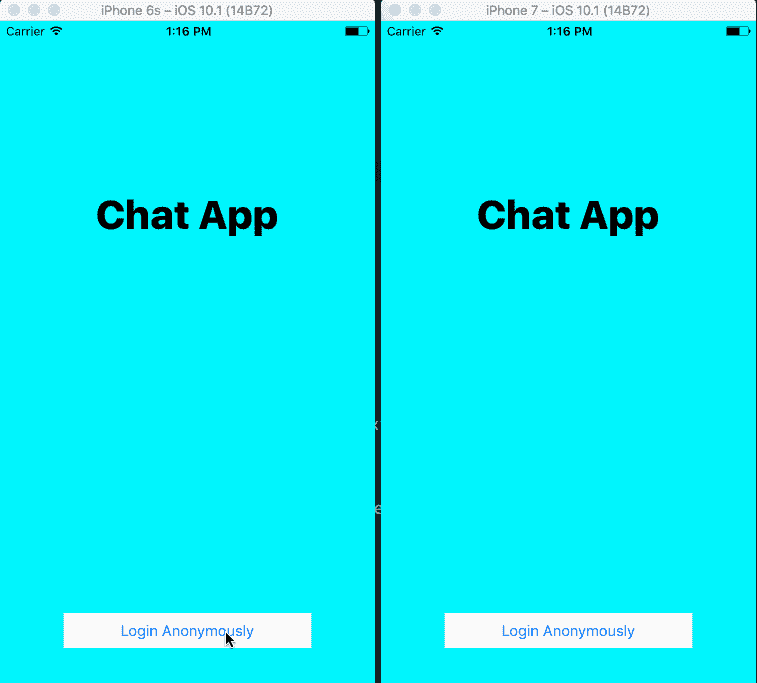 iPhone 6s – iOS 10.1 (14B72)
Carrier 1:16 PM
Chat App
Login Anonymously
iPhone 7 – iOS 10.1 (14B72)
Carrier 1:16 PM
Chat App
Login Anonymously